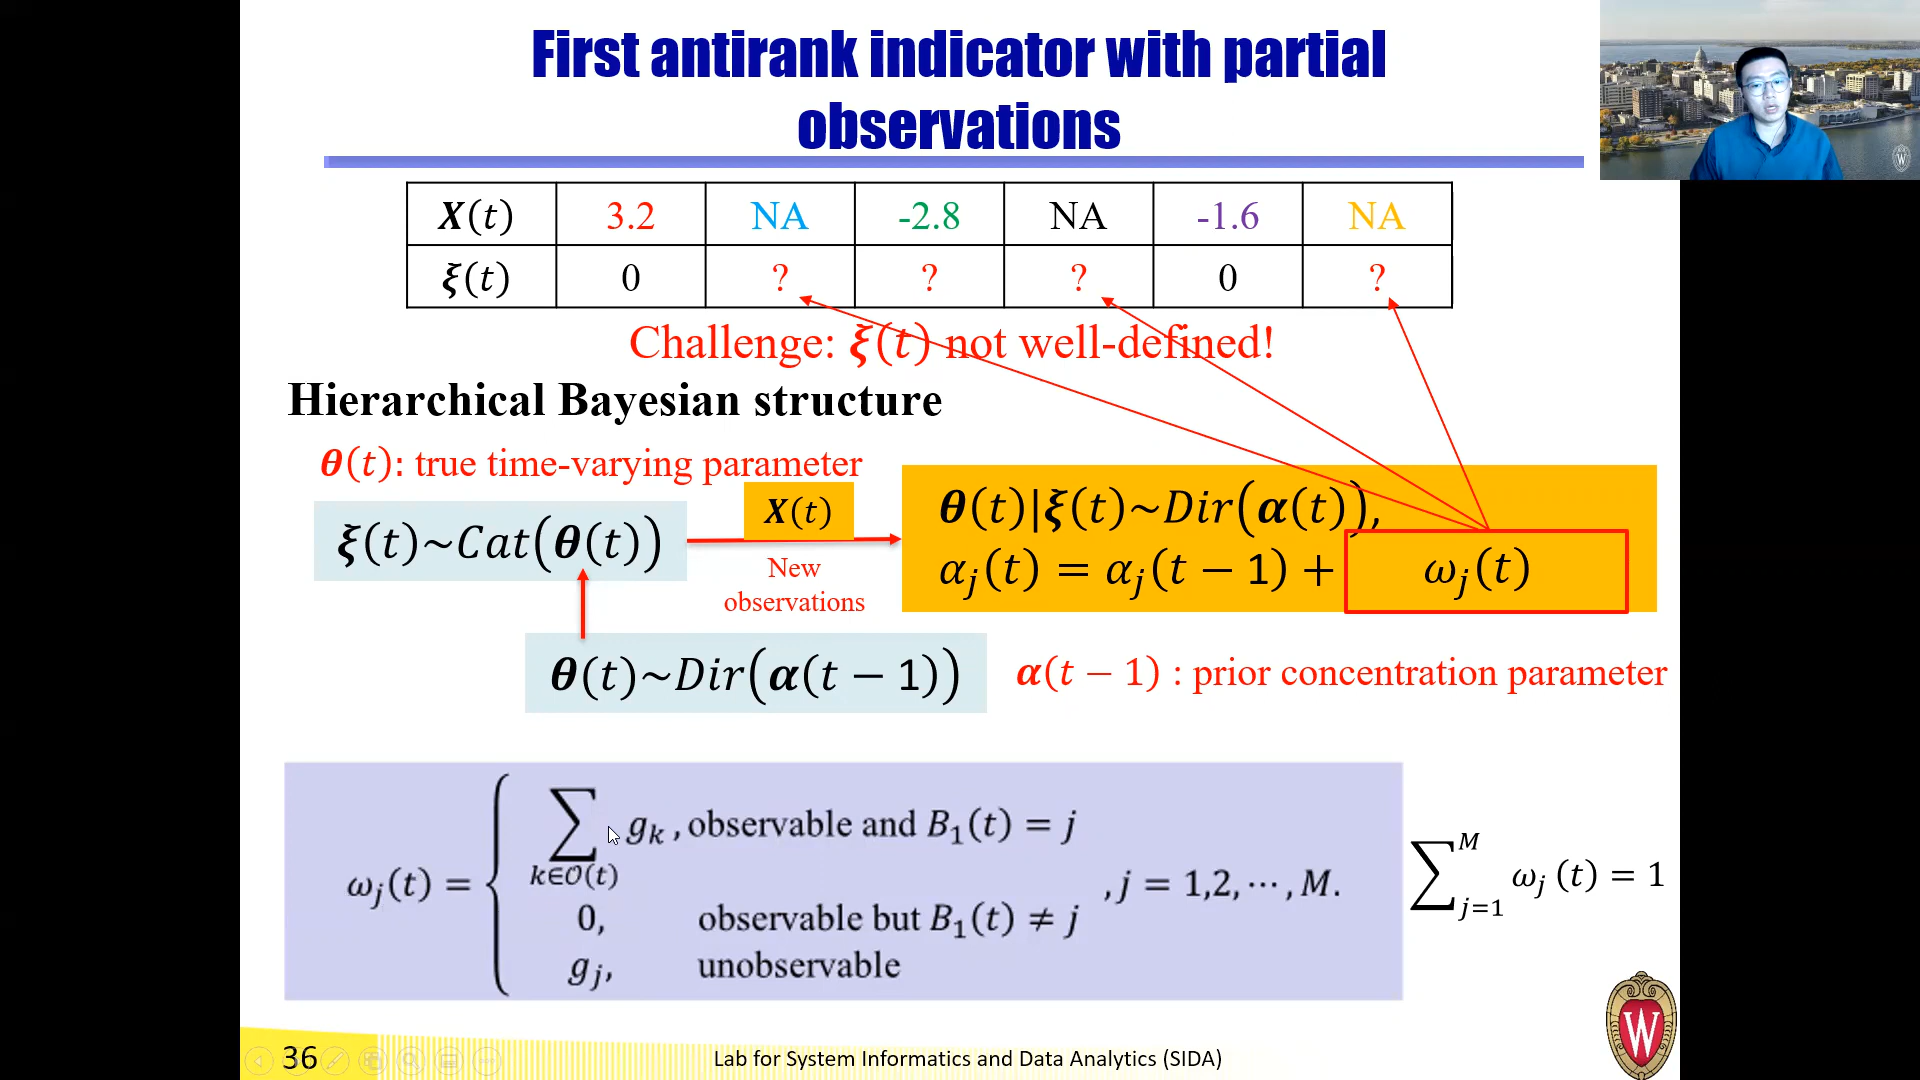 First antirank indicator with partial
observations
X(t) 3.2 NA -2.8 NA -1.6 NA
ξ(t) 0 ? ? ? 0 ?
Challenge: ξ(t) not well-defined!
Hierarchical Bayesian structure
θ(t): true time-varying parameter
X(t)
ξ(t)~Cat(θ(t))
New
observations
θ(t)|ξ(t)~Dir(α(t)),
αⱼ(t) = αⱼ(t − 1) + ωⱼ(t)
θ(t)~Dir(α(t − 1))
α(t − 1) : prior concentration parameter
ωⱼ(t) = { ∑ₖ∈𝒪(t) gₖ , observable and B₁(t) = j
0, observable but B₁(t) ≠ j
gⱼ, unobservable
, j = 1,2, ⋯, M.
∑ⱼ₌₁ᴹ ωⱼ (t) = 1
W
W
36
Lab for System Informatics and Data Analytics (SIDA)